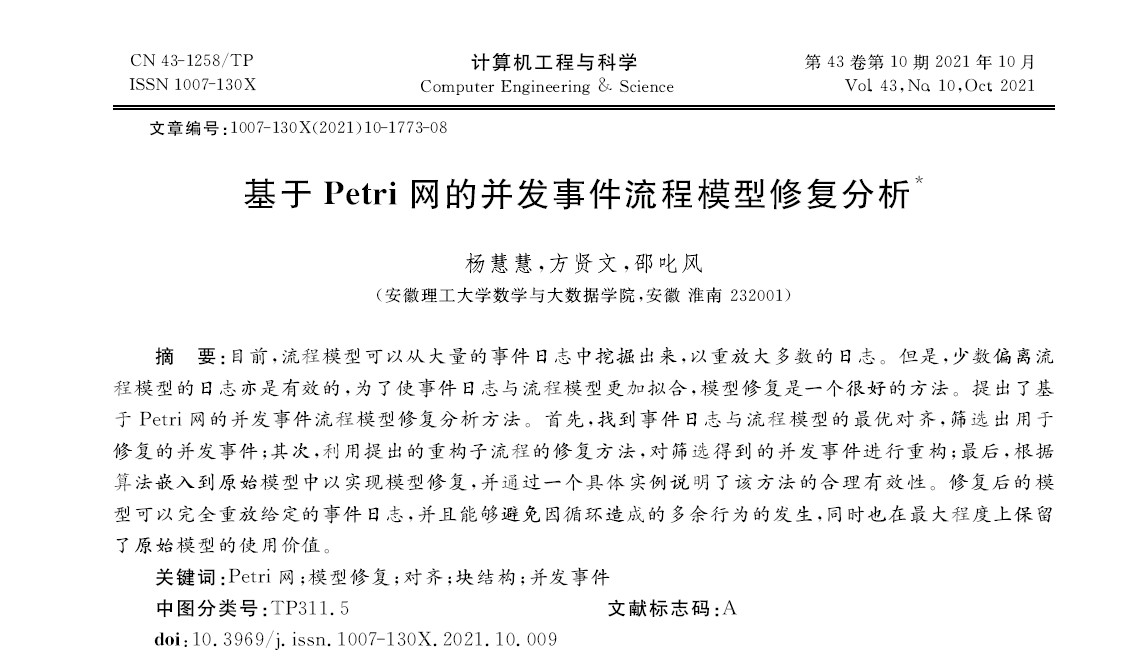 CN 43-1258/TP
ISSN 1007-130X
计算机工程与科学
Computer Engineering & Science
第 43 卷第 10 期 2021 年 10 月
Vol. 43,No. 10,Oct. 2021
文章编号:1007-130X(2021)10-1773-08
基于 Petri 网的并发事件流程模型修复分析*
杨慧慧,方贤文,邵叱风
(安徽理工大学数学与大数据学院,安徽 淮南 232001)
摘 要:目前,流程模型可以从大量的事件日志中挖掘出来,以重放大多数的日志。但是,少数偏离流
程模型的日志亦是有效的,为了使事件日志与流程模型更加拟合,模型修复是一个很好的方法。提出了基
于 Petri 网的并发事件流程模型修复分析方法。首先,找到事件日志与流程模型的最优对齐,筛选出用于
修复的并发事件;其次,利用提出的重构子流程的修复方法,对筛选得到的并发事件进行重构;最后,根据
算法嵌入到原始模型中以实现模型修复,并通过一个具体实例说明了该方法的合理有效性。修复后的模
型可以完全重放给定的事件日志,并且能够避免因循环造成的多余行为的发生,同时也在最大程度上保留
了原始模型的使用价值。
关键词:Petri 网;模型修复;对齐;块结构;并发事件
中图分类号:TP311.5
文献标志码:A
doi:10.3969/j.issn.1007-130X.2021.10.009